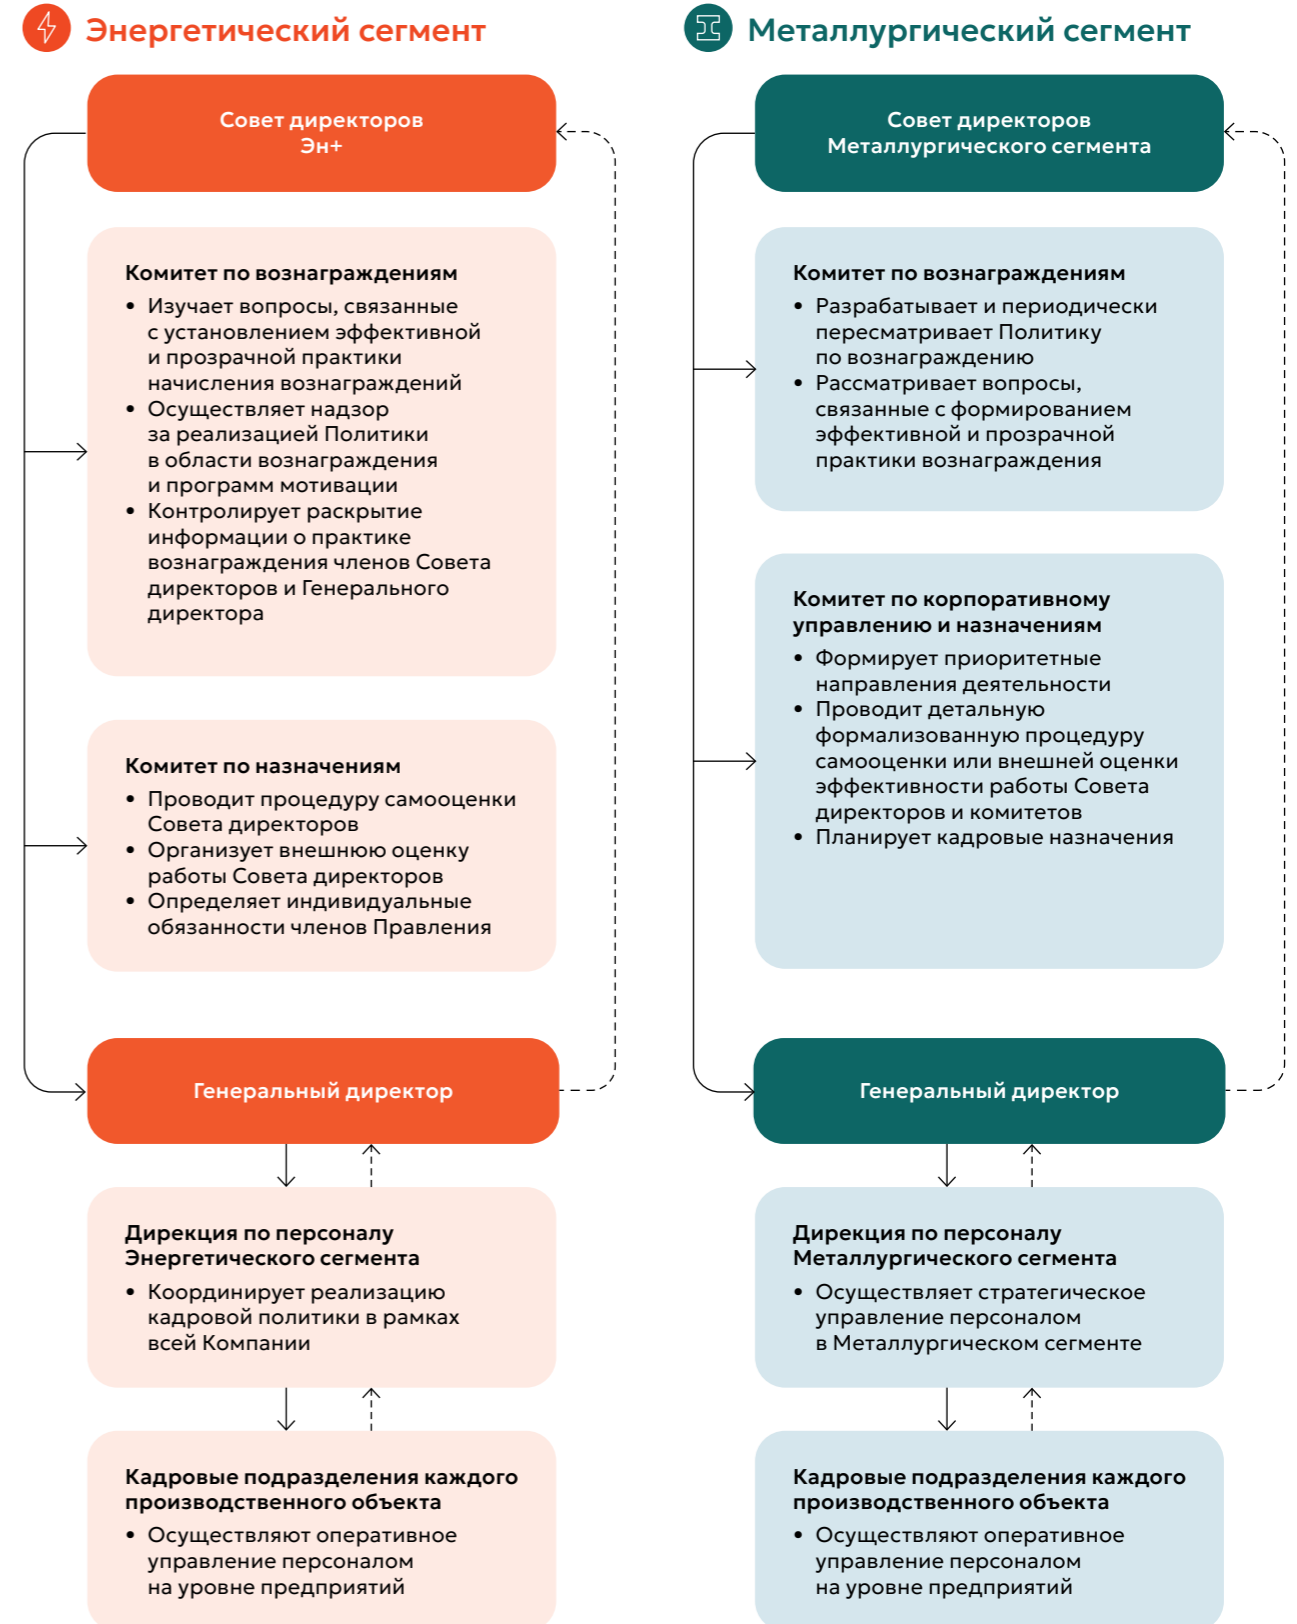 Энергетический сегмент
Совет директоров
Эн+
Комитет по вознаграждениям
• Изучает вопросы, связанные
с установлением эффективной
и прозрачной практики
начисления вознаграждений
• Осуществляет надзор
за реализацией Политики
в области вознаграждения
и программ мотивации
• Контролирует раскрытие
информации о практике
вознаграждения членов Совета
директоров и Генерального
директора
Комитет по назначениям
• Проводит процедуру самооценки
Совета директоров
• Организует внешнюю оценку
работы Совета директоров
• Определяет индивидуальные
обязанности членов Правления
Генеральный директор
Дирекция по персоналу
Энергетического сегмента
• Координирует реализацию
кадровой политики в рамках
всей Компании
Кадровые подразделения каждого
производственного объекта
• Осуществляют оперативное
управление персоналом
на уровне предприятий
Металлургический сегмент
Совет директоров
Металлургического сегмента
Комитет по вознаграждениям
• Разрабатывает и периодически
пересматривает Политику
по вознаграждению
• Рассматривает вопросы,
связанные с формированием
эффективной и прозрачной
практики вознаграждения
Комитет по корпоративному
управлению и назначениям
• Формирует приоритетные
направления деятельности
• Проводит детальную
формализованную процедуру
самооценки или внешней оценки
эффективности работы Совета
директоров и комитетов
• Планирует кадровые назначения
Генеральный директор
Дирекция по персоналу
Металлургического сегмента
• Осуществляет стратегическое
управление персоналом
в Металлургическом сегменте
Кадровые подразделения каждого
производственного объекта
• Осуществляют оперативное
управление персоналом
на уровне предприятий